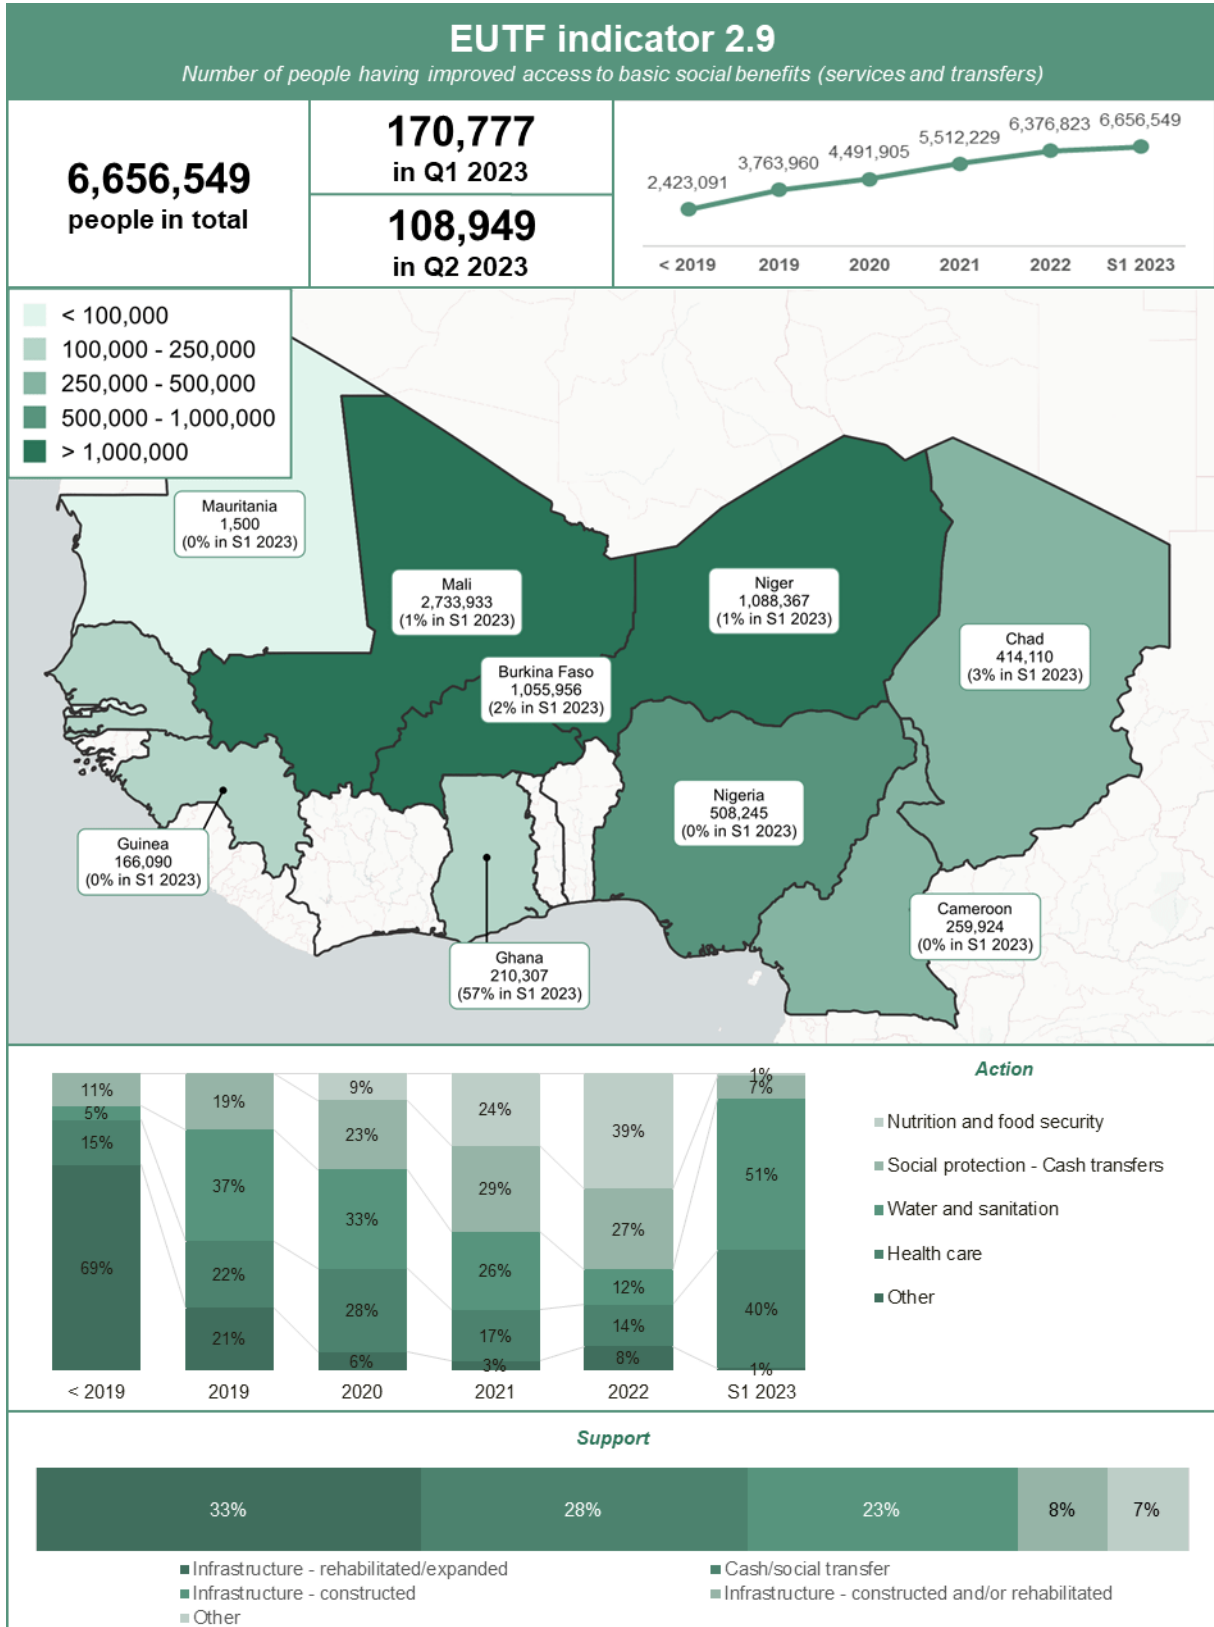 EUTF indicator 2.9
Number of people having improved access to basic social benefits (services and transfers)
6,656,549
people in total
170,777
in Q1 2023
108,949
in Q2 2023
2,423,091
3,763,960
4,491,905
5,512,229
6,376,823
6,656,549
< 2019
2019
2020
2021
2022
S1 2023
< 100,000
100,000 - 250,000
250,000 - 500,000
500,000 - 1,000,000
> 1,000,000
Mauritania
1,500
(0% in S1 2023)
Mali
2,733,933
(1% in S1 2023)
Niger
1,088,367
(1% in S1 2023)
Chad
414,110
(3% in S1 2023)
Burkina Faso
1,055,956
(2% in S1 2023)
Nigeria
508,245
(0% in S1 2023)
Guinea
166,090
(0% in S1 2023)
Cameroon
259,924
(0% in S1 2023)
Ghana
210,307
(57% in S1 2023)
11%
5%
15%
69%
< 2019
19%
37%
22%
21%
2019
9%
23%
33%
28%
6%
2020
24%
29%
26%
17%
3%
2021
39%
27%
12%
14%
8%
2022
1%
7%
51%
40%
1%
S1 2023
Action
Nutrition and food security
Social protection - Cash transfers
Water and sanitation
Health care
Other
Support
33%
28%
23%
8%
7%
Infrastructure - rehabilitated/expanded
Cash/social transfer
Infrastructure - constructed
Infrastructure - constructed and/or rehabilitated
Other